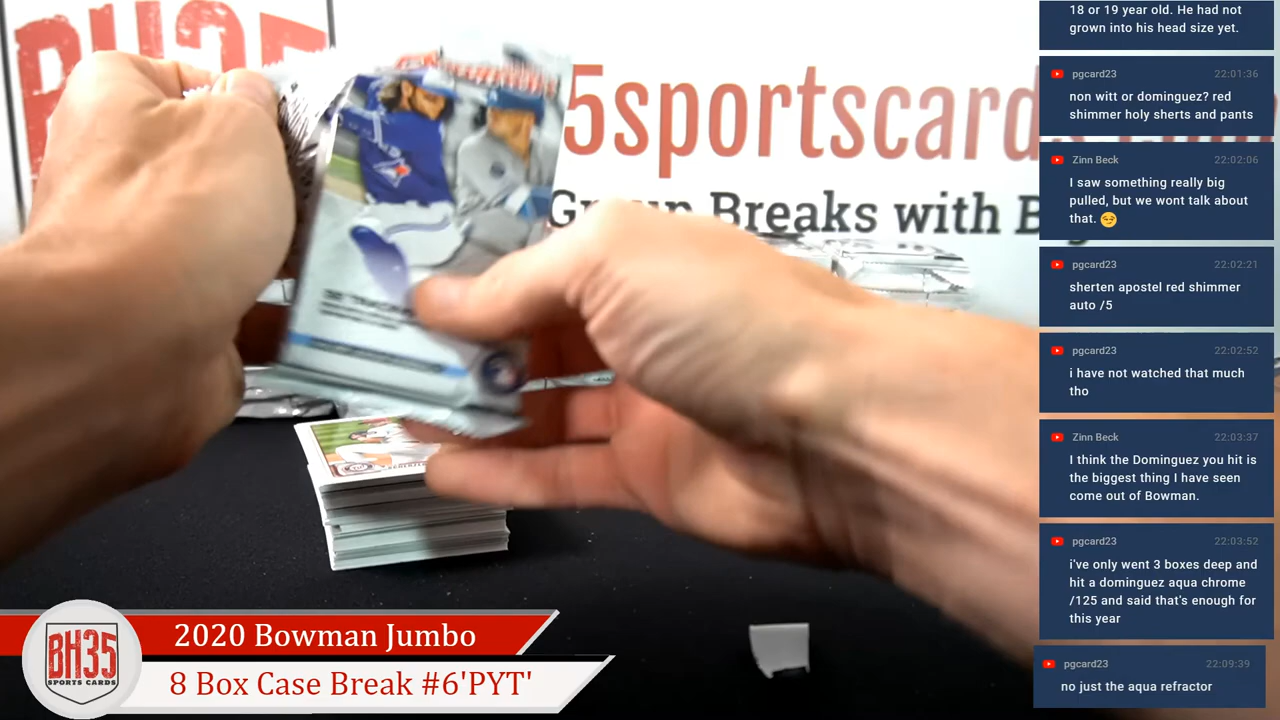 BH35
5sportscard
Group Breaks with B
18 or 19 year old. He had not
grown into his head size yet.
pgcard23 22:01:36
non witt or dominguez? red
shimmer holy sherts and pants
Zinn Beck 22:02:06
I saw something really big
pulled, but we wont talk about
that. 😏
pgcard23 22:02:21
sherten apostel red shimmer
auto /5
pgcard23 22:02:52
i have not watched that much
tho
Zinn Beck 22:03:37
I think the Dominguez you hit is
the biggest thing I have seen
come out of Bowman.
pgcard23 22:03:52
i've only went 3 boxes deep and
hit a dominguez aqua chrome
/125 and said that's enough for
this year
pgcard23 22:09:39
no just the aqua refractor
BH35
SPORTS CARDS
2020 Bowman Jumbo
8 Box Case Break #6'PYT'